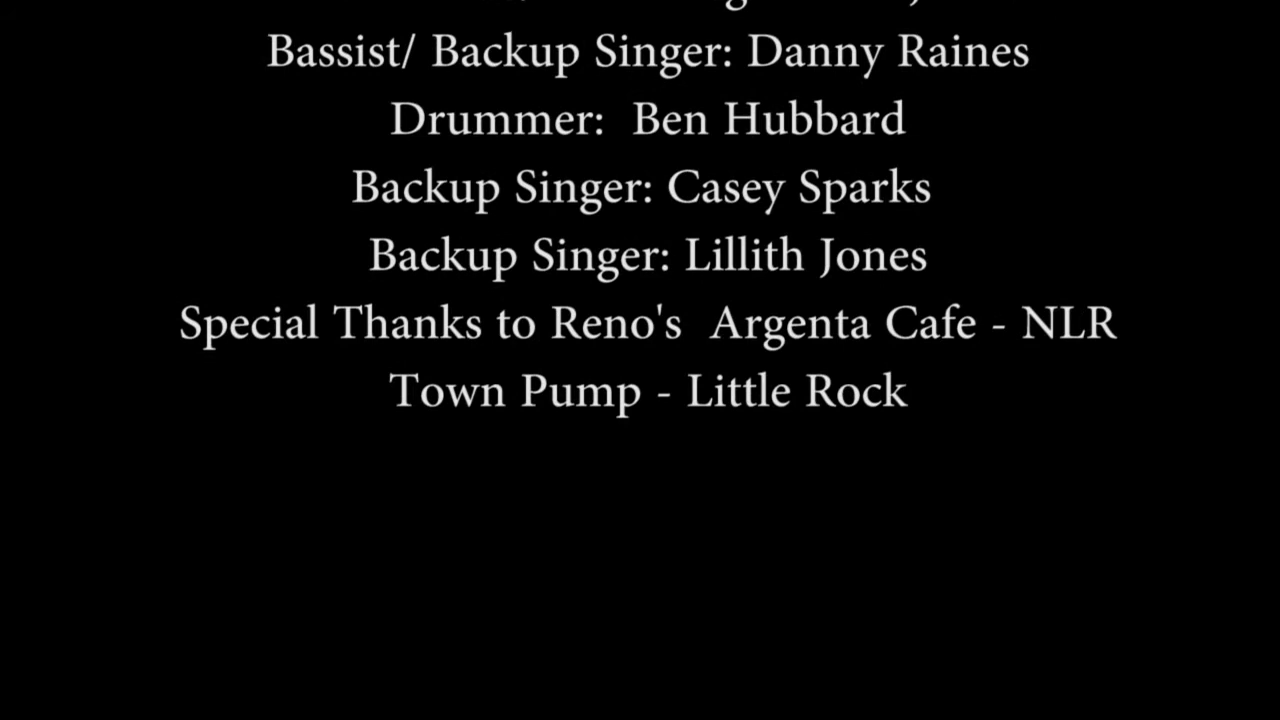 Bassist/ Backup Singer: Danny Raines
Drummer:  Ben Hubbard
Backup Singer: Casey Sparks
Backup Singer: Lillith Jones
Special Thanks to Reno's  Argenta Cafe - NLR
Town Pump - Little Rock